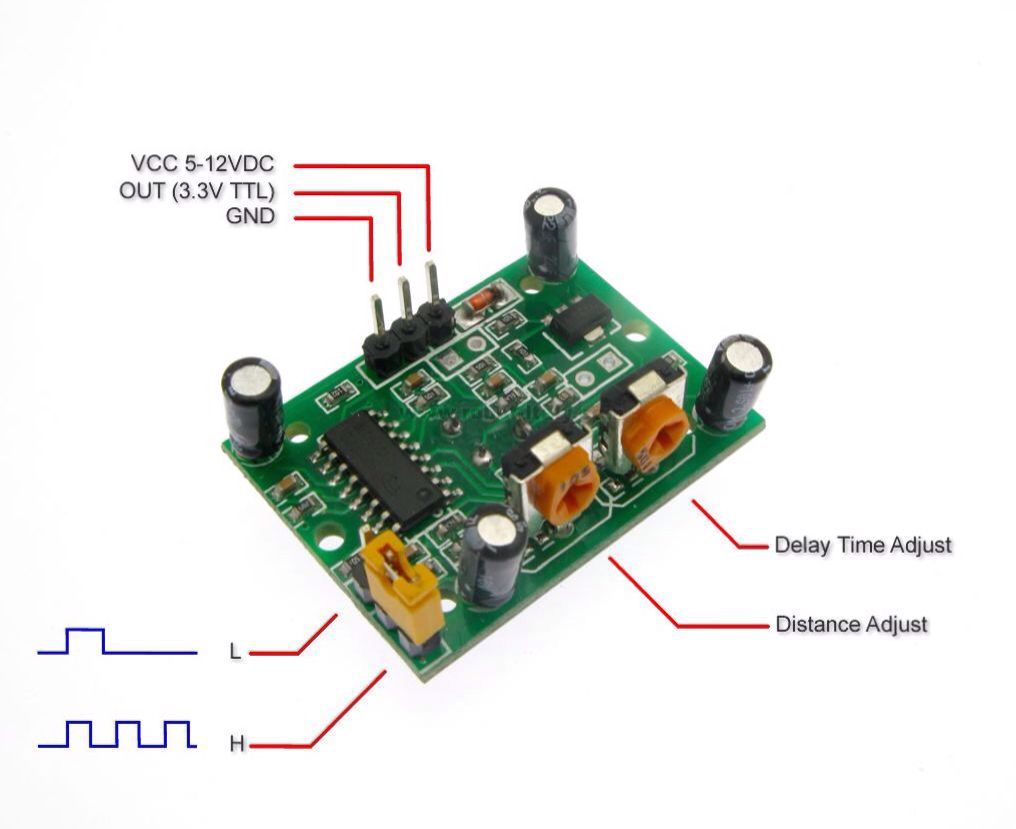 VCC 5-12VDC
OUT (3.3V TTL)
GND
Delay Time Adjust
Distance Adjust
L
H